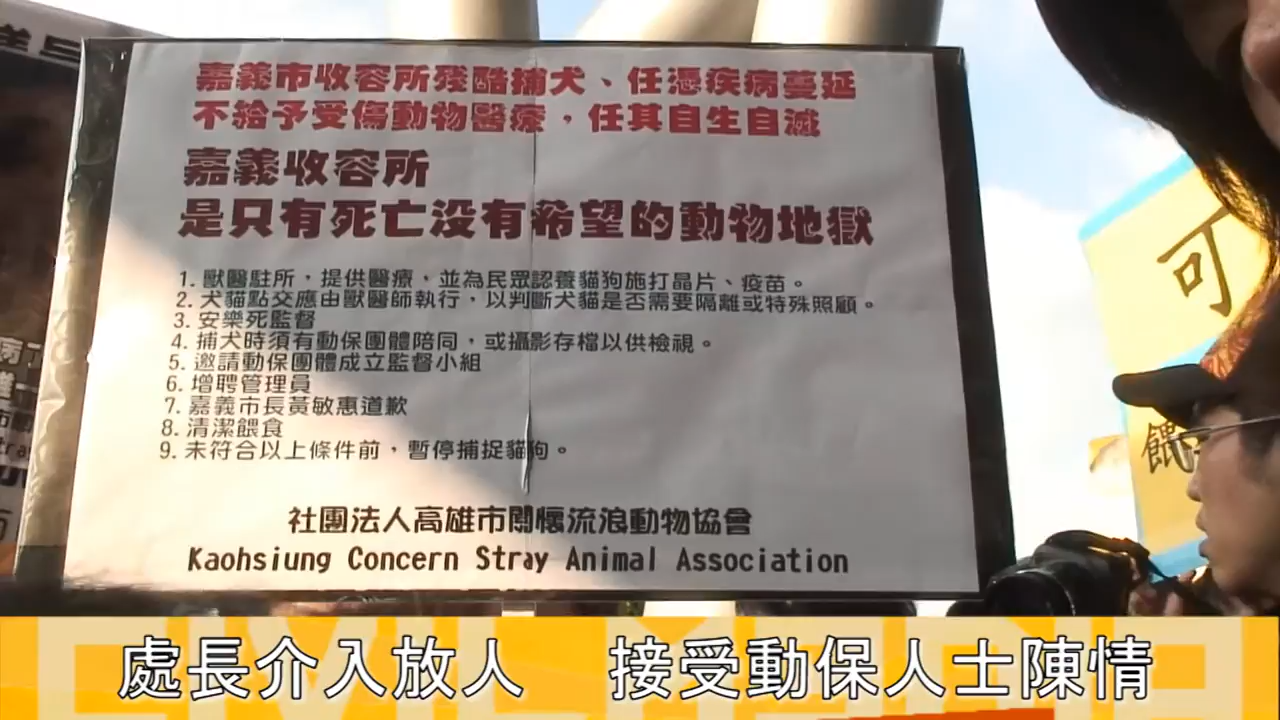 嘉義市收容所殘酷捕犬、任憑疾病蔓延
不給予受傷動物醫療，任其自生自滅
嘉義收容所
是只有死亡没有希望的動物地獄
1. 獸醫駐所，提供醫療，並為民眾認養貓狗施打晶片、疫苗。
2. 犬貓點交應由獸醫師執行，以判斷犬貓是否需要隔離或特殊照顧。
3. 安樂死監督
4. 捕犬時須有動保團體陪同，或攝影存檔以供檢視。
5. 邀請動保團體成立監督小組
6. 增聘管理員
7. 嘉義市長黃敏惠道歉
8. 清潔餵食
9. 未符合以上條件前，暫停捕捉貓狗。
社團法人高雄市關懷流浪動物協會
Kaohsiung Concern Stray Animal Association
可
餵
處長介入放人 接受動保人士陳情